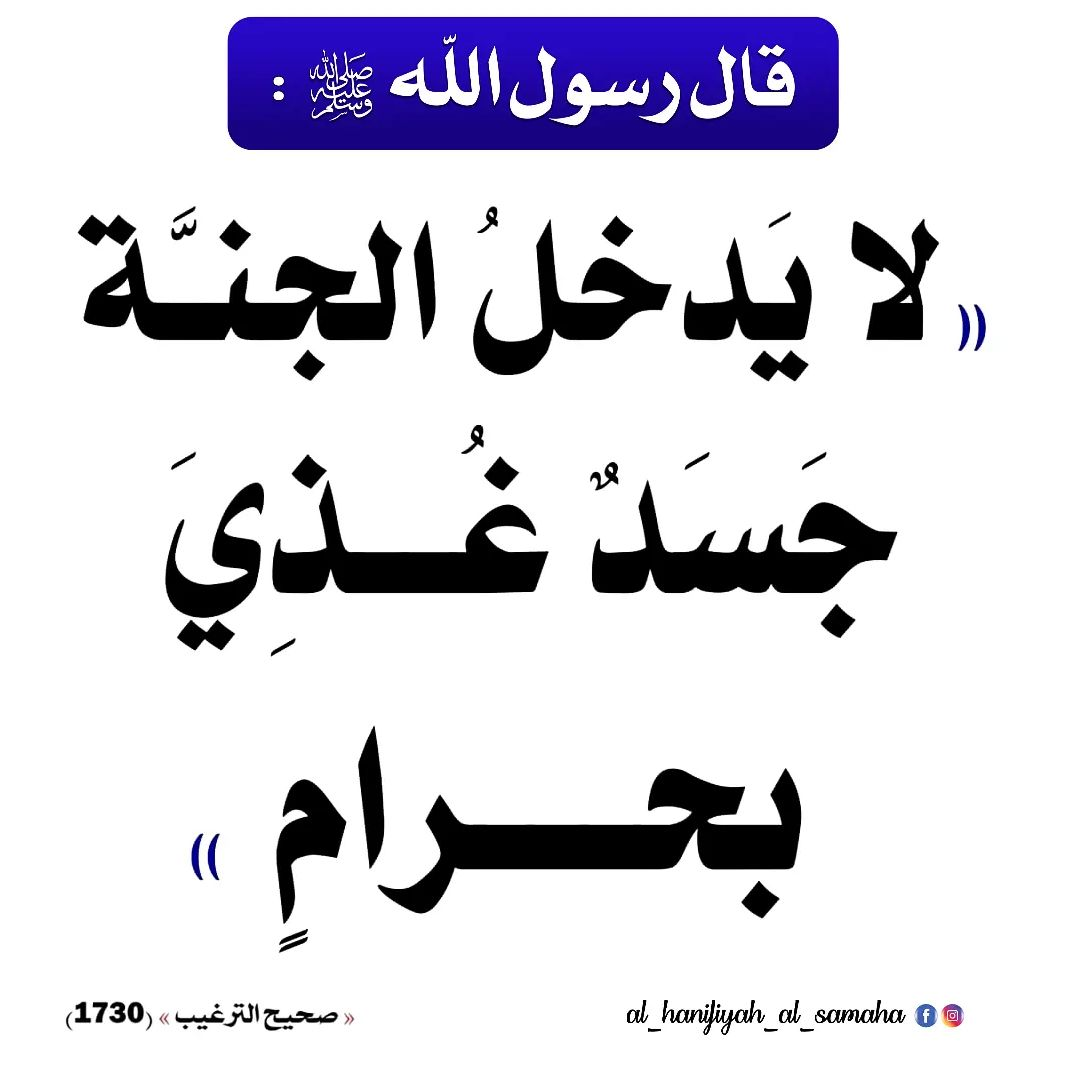 قال رسول الله ﷺ :
(( لا يَدخلُ الجنَّة
جَسَدٌ غُذِيَ
بحرامٍ ))
« صحيح الترغيب » (1730)
al_hanifiyah_al_samaha